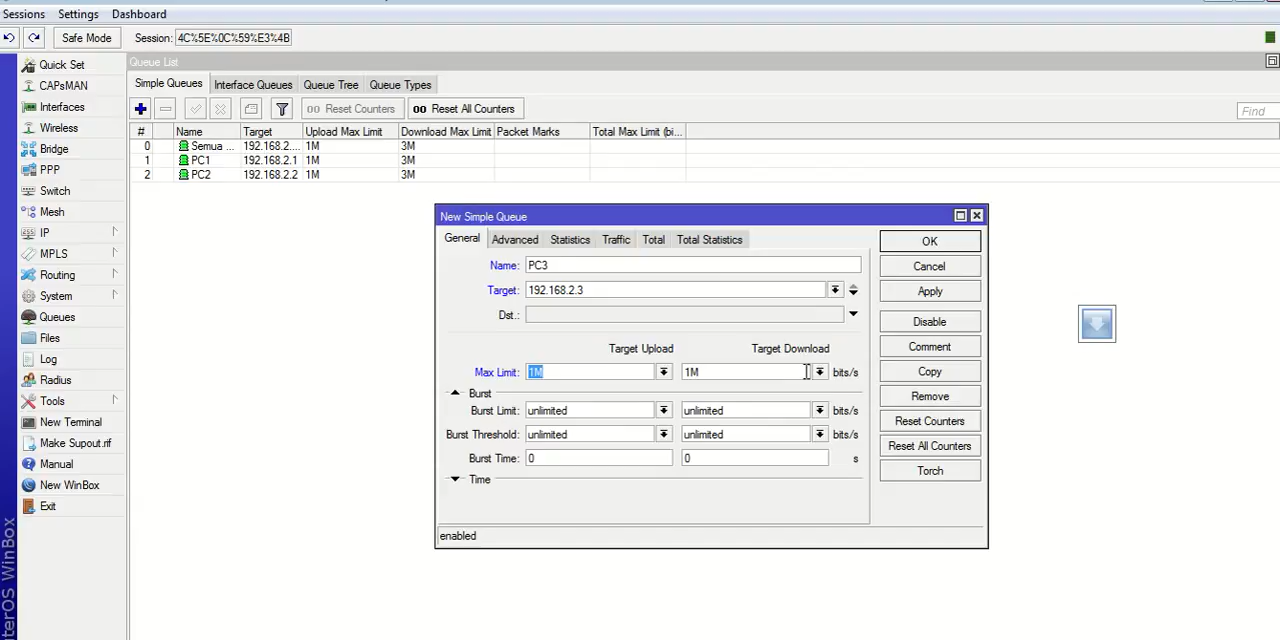 Sessions Settings Dashboard
Safe Mode Session: 4C%5E%0C%59%E3%4B
Quick Set
CAPsMAN
Interfaces
Wireless
Bridge
PPP
Switch
Mesh
IP
MPLS
Routing
System
Queues
Files
Log
Radius
Tools
New Terminal
Make Supout.rif
Manual
New WinBox
Exit
terOS WinBox
Queue List
Simple Queues Interface Queues Queue Tree Queue Types
00 Reset Counters 00 Reset All Counters Find
# Name Target Upload Max Limit Download Max Limit Packet Marks Total Max Limit (bi...
0 Semua ... 192.168.2.... 1M 3M
1 PC1 192.168.2.1 1M 3M
2 PC2 192.168.2.2 1M 3M
New Simple Queue
General Advanced Statistics Traffic Total Total Statistics
Name: PC3
Target: 192.168.2.3
Dst.:
Target Upload Target Download
Max Limit: 1M 1M bits/s
Burst
Burst Limit: unlimited unlimited bits/s
Burst Threshold: unlimited unlimited bits/s
Burst Time: 0 0 s
Time
enabled
OK
Cancel
Apply
Disable
Comment
Copy
Remove
Reset Counters
Reset All Counters
Torch